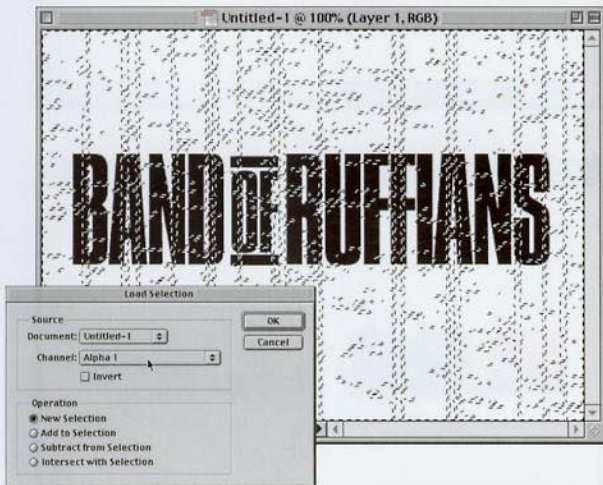 Untitled-1 @ 100% (Layer 1, RGB)
BAND OF RUFFIANS
Load Selection
Source
Document: Untitled-1
Channel: Alpha 1
Invert
OK
Cancel
Operation
New Selection
Add to Selection
Subtract from Selection
Intersect with Selection